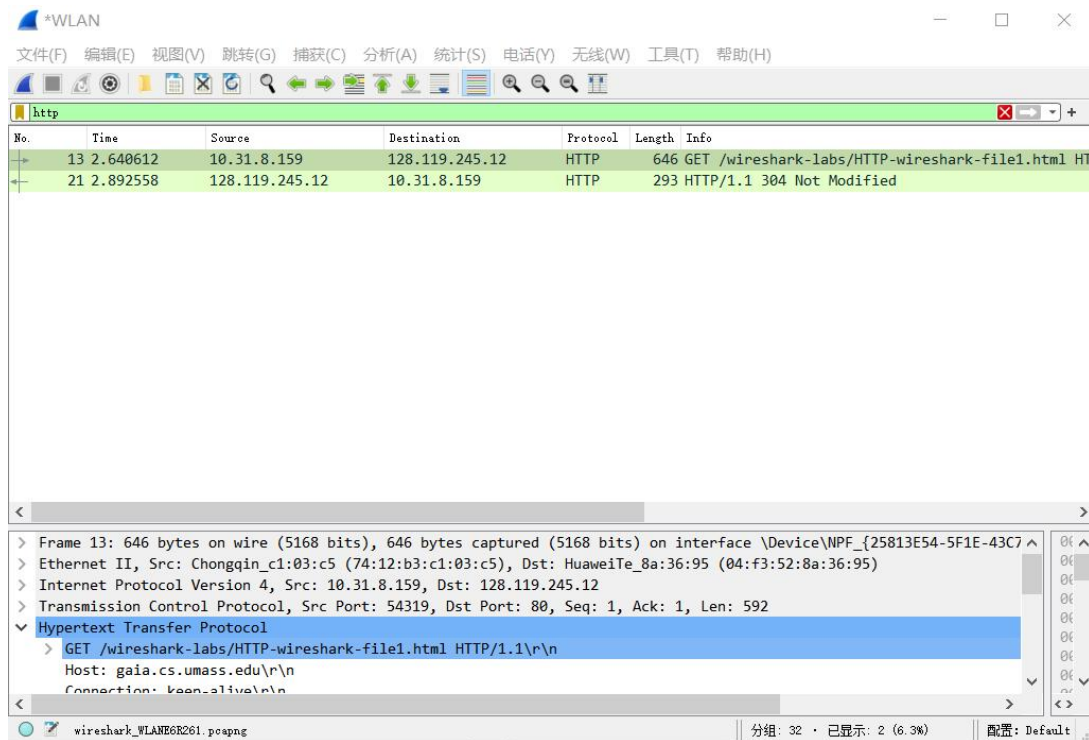 *WLAN
文件(F) 编辑(E) 视图(V) 跳转(G) 捕获(C) 分析(A) 统计(S) 电话(Y) 无线(W) 工具(T) 帮助(H)
http
No. Time Source Destination Protocol Length Info
13 2.640612 10.31.8.159 128.119.245.12 HTTP 646 GET /wireshark-labs/HTTP-wireshark-file1.html HT
21 2.892558 128.119.245.12 10.31.8.159 HTTP 293 HTTP/1.1 304 Not Modified
Frame 13: 646 bytes on wire (5168 bits), 646 bytes captured (5168 bits) on interface \Device\NPF_{25813E54-5F1E-43C7
Ethernet II, Src: Chongqin_c1:03:c5 (74:12:b3:c1:03:c5), Dst: HuaweiTe_8a:36:95 (04:f3:52:8a:36:95)
Internet Protocol Version 4, Src: 10.31.8.159, Dst: 128.119.245.12
Transmission Control Protocol, Src Port: 54319, Dst Port: 80, Seq: 1, Ack: 1, Len: 592
Hypertext Transfer Protocol
GET /wireshark-labs/HTTP-wireshark-file1.html HTTP/1.1\r\n
Host: gaia.cs.umass.edu\r\n
Connection: keep-alive\r\n
wireshark_WLANE6R261.pcapng 分组: 32 · 已显示: 2 (6.3%) 配置: Default